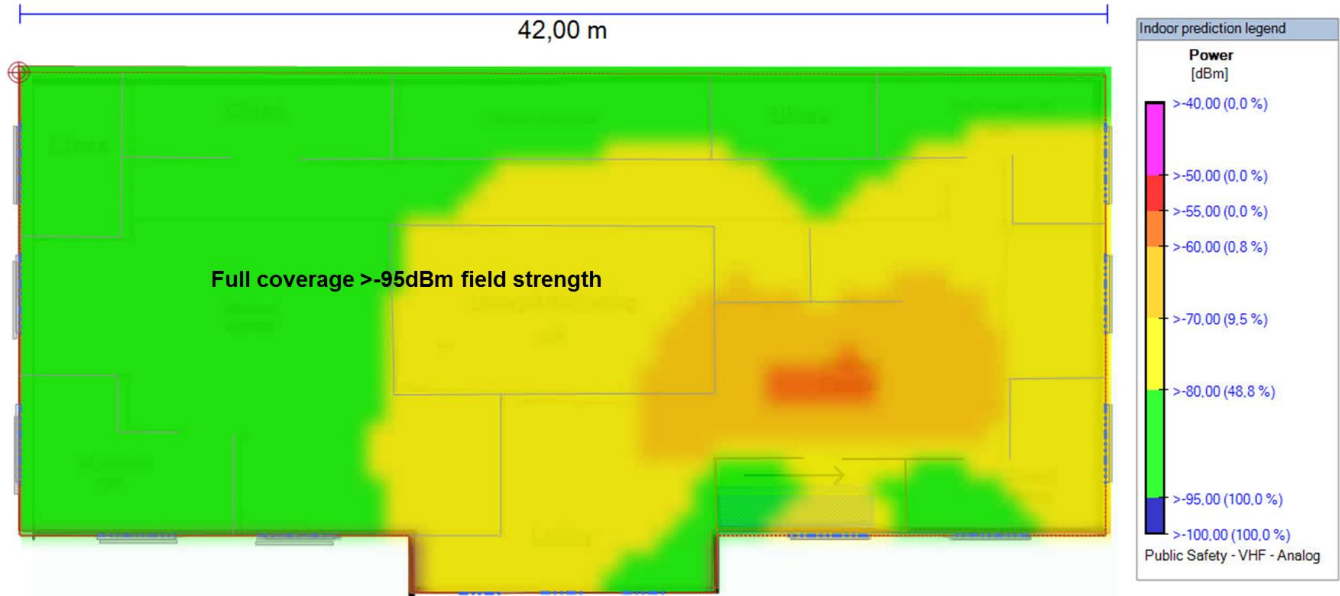 42,00 m
Full coverage >-95dBm field strength
Indoor prediction legend
Power
[dBm]
>-40,00 (0,0 %)
>-50,00 (0,0 %)
>-55,00 (0,0 %)
>-60,00 (0,8 %)
>-70,00 (9,5 %)
>-80,00 (48,8 %)
>-95,00 (100,0 %)
>-100,00 (100,0 %)
Public Safety - VHF - Analog